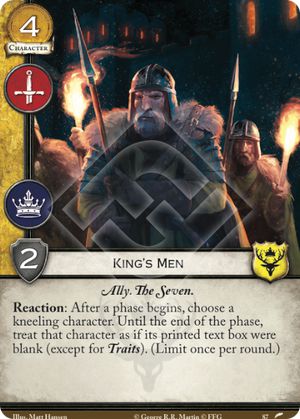 4
CHARACTER
2
KING'S MEN
Ally. The Seven.
Reaction: After a phase begins, choose a
kneeling character. Until the end of the phase,
treat that character as if its printed text box were
blank (except for Traits). (Limit once per round.)
Illus. Matt Hansen © George R.R. Martin © FFG 87